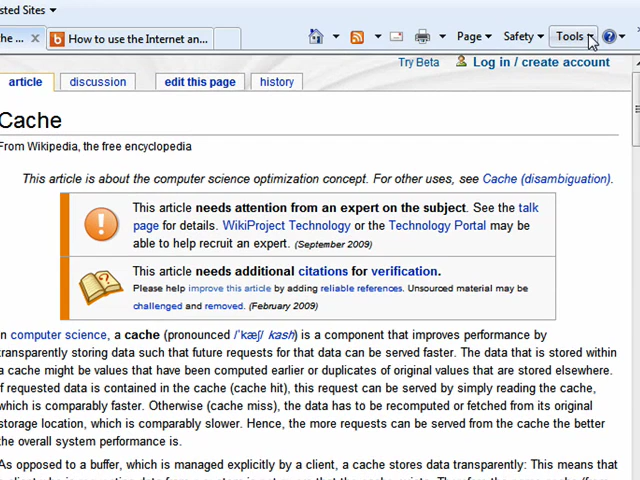 sted Sites
he ... x
How to use the Internet an...
Page
Safety
Tools
Try Beta
Log in / create account
article
discussion
edit this page
history
Cache
From Wikipedia, the free encyclopedia
This article is about the computer science optimization concept. For other uses, see Cache (disambiguation).
This article needs attention from an expert on the subject. See the talk
page for details. WikiProject Technology or the Technology Portal may be
able to help recruit an expert. (September 2009)
This article needs additional citations for verification.
Please help improve this article by adding reliable references. Unsourced material may be
challenged and removed. (February 2009)
n computer science, a cache (pronounced /ˈkæʃ/ kash) is a component that improves performance by
transparently storing data such that future requests for that data can be served faster. The data that is stored within
a cache might be values that have been computed earlier or duplicates of original values that are stored elsewhere.
f requested data is contained in the cache (cache hit), this request can be served by simply reading the cache,
which is comparably faster. Otherwise (cache miss), the data has to be recomputed or fetched from its original
storage location, which is comparably slower. Hence, the more requests can be served from the cache the better
the overall system performance is.
As opposed to a buffer, which is managed explicitly by a client, a cache stores data transparently: This means that